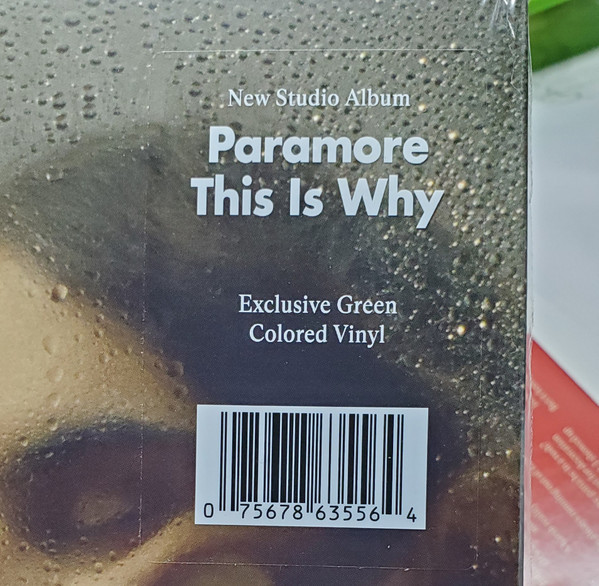 New Studio Album
Paramore
This Is Why
Exclusive Green
Colored Vinyl
0 75678 63556 4